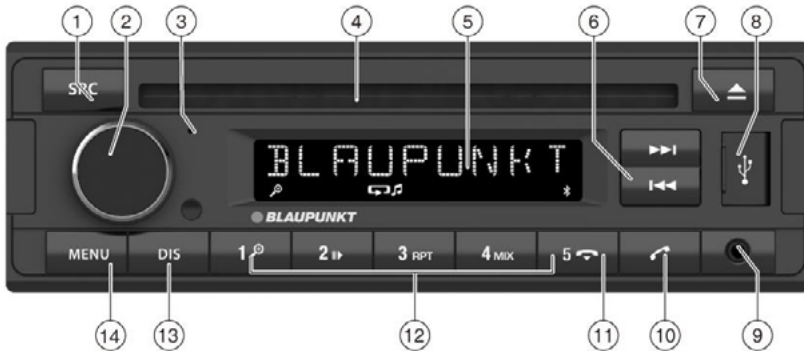 1 2 3 4 5 6 7 8
SRC
BLAUPUNKT
BLAUPUNKT
MENU DIS 1 2 3 RPT 4 MIX 5
14 13 12 11 10 9